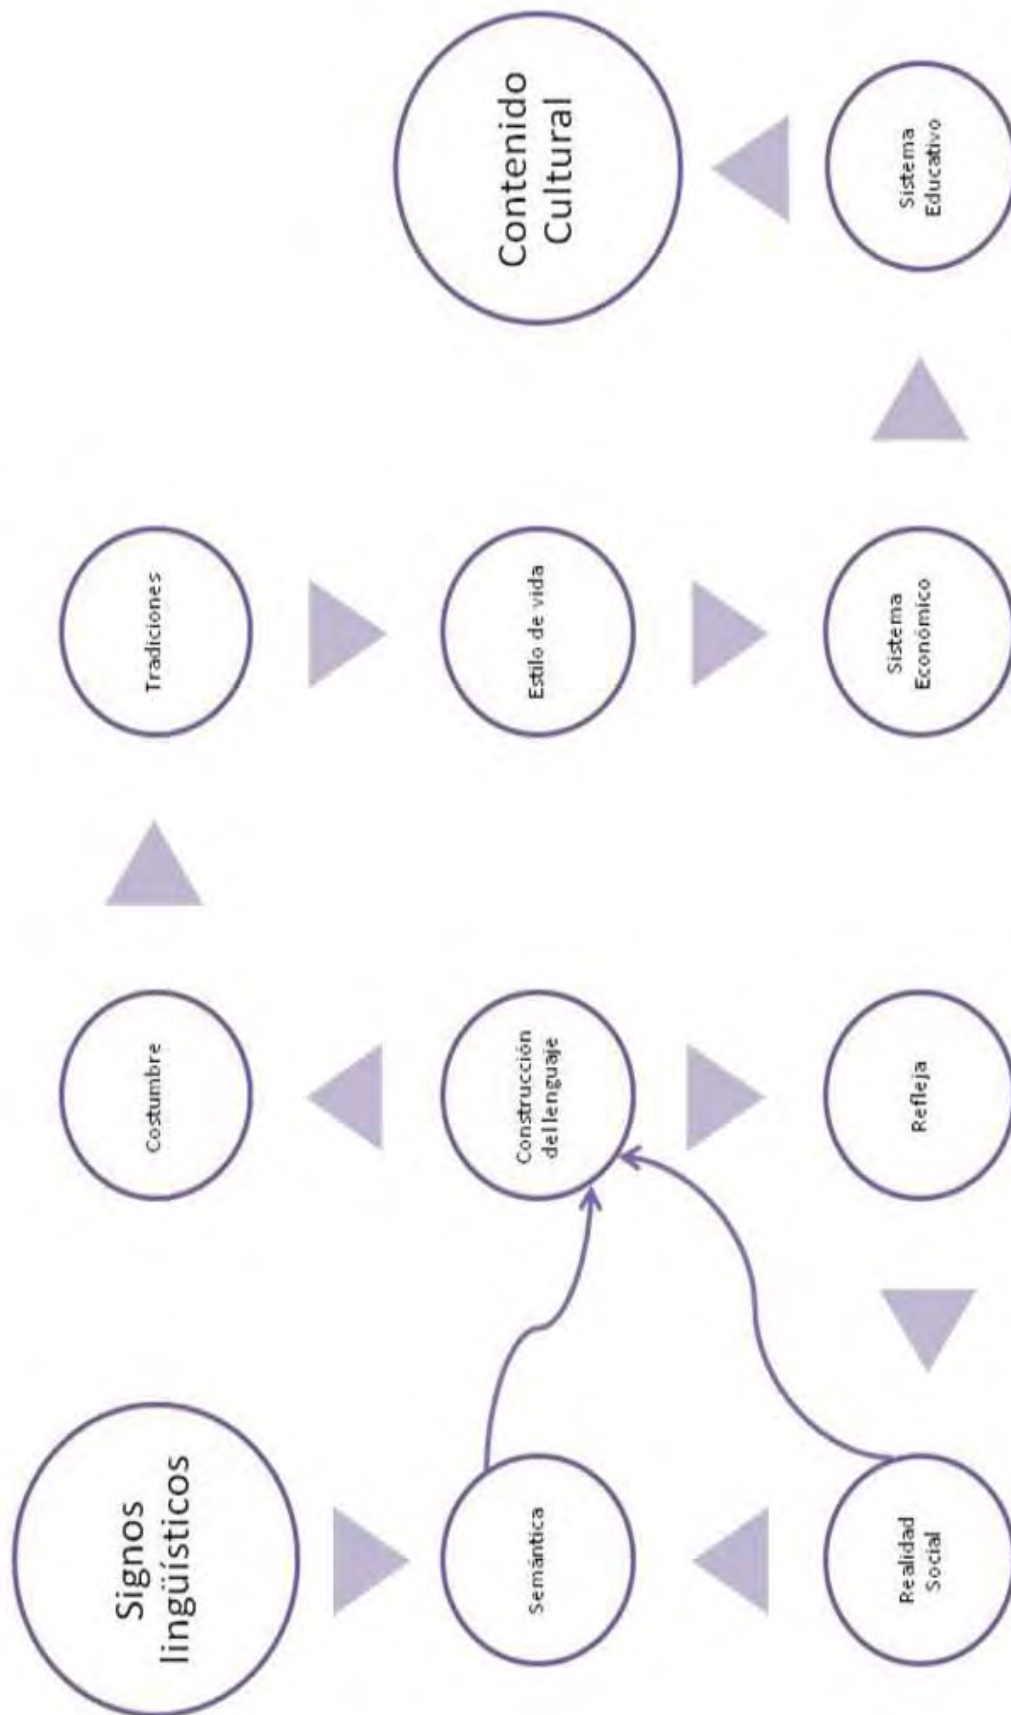 Signos
lingüísticos
Costumbre
Tradiciones
Semántica
Construcción
del lenguaje
Estilo de vida
Contenido
Cultural
Realidad
Social
Refleja
Sistema
Económico
Sistema
Educativo